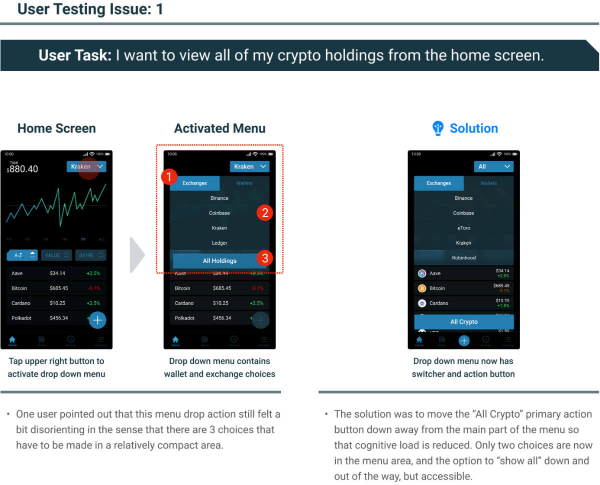 User Testing Issue: 1
User Task: I want to view all of my crypto holdings from the home screen.
Home Screen
Activated Menu
Solution
10:00
90%
Total
$880.40
Kraken
A-Z
VALUE
24 HR
Aave $34.14 +2.5%
Bitcoin $685.45 -0.1%
Cardano $10.25 +2.5%
Polkadot $456.34
10:00
90%
Kraken
1
Exchanges
Wallets
Binance
Coinbase
2
Kraken
Ledger
All Holdings
3
Aave $34.14 +2.5%
Bitcoin $685.45 -0.1%
Cardano $10.25 +2.5%
Polkadot $456.34
10:00
90%
All
Exchanges
Wallets
Binance
Coinbase
eToro
Kraken
Robinhood
Aave $34.14
+2.5%
Bitcoin $685.45
-0.1%
Cardano $10.25
+1.8%
All Crypto
Tap upper right button to
activate drop down menu
Drop down menu contains
wallet and exchange choices
Drop down menu now has
switcher and action button
• One user pointed out that this menu drop action still felt a
bit disorienting in the sense that there are 3 choices that
have to be made in a relatively compact area.
• The solution was to move the “All Crypto” primary action
button down away from the main part of the menu so
that cognitive load is reduced. Only two choices are now
in the menu area, and the option to “show all” down and
out of the way, but accessible.